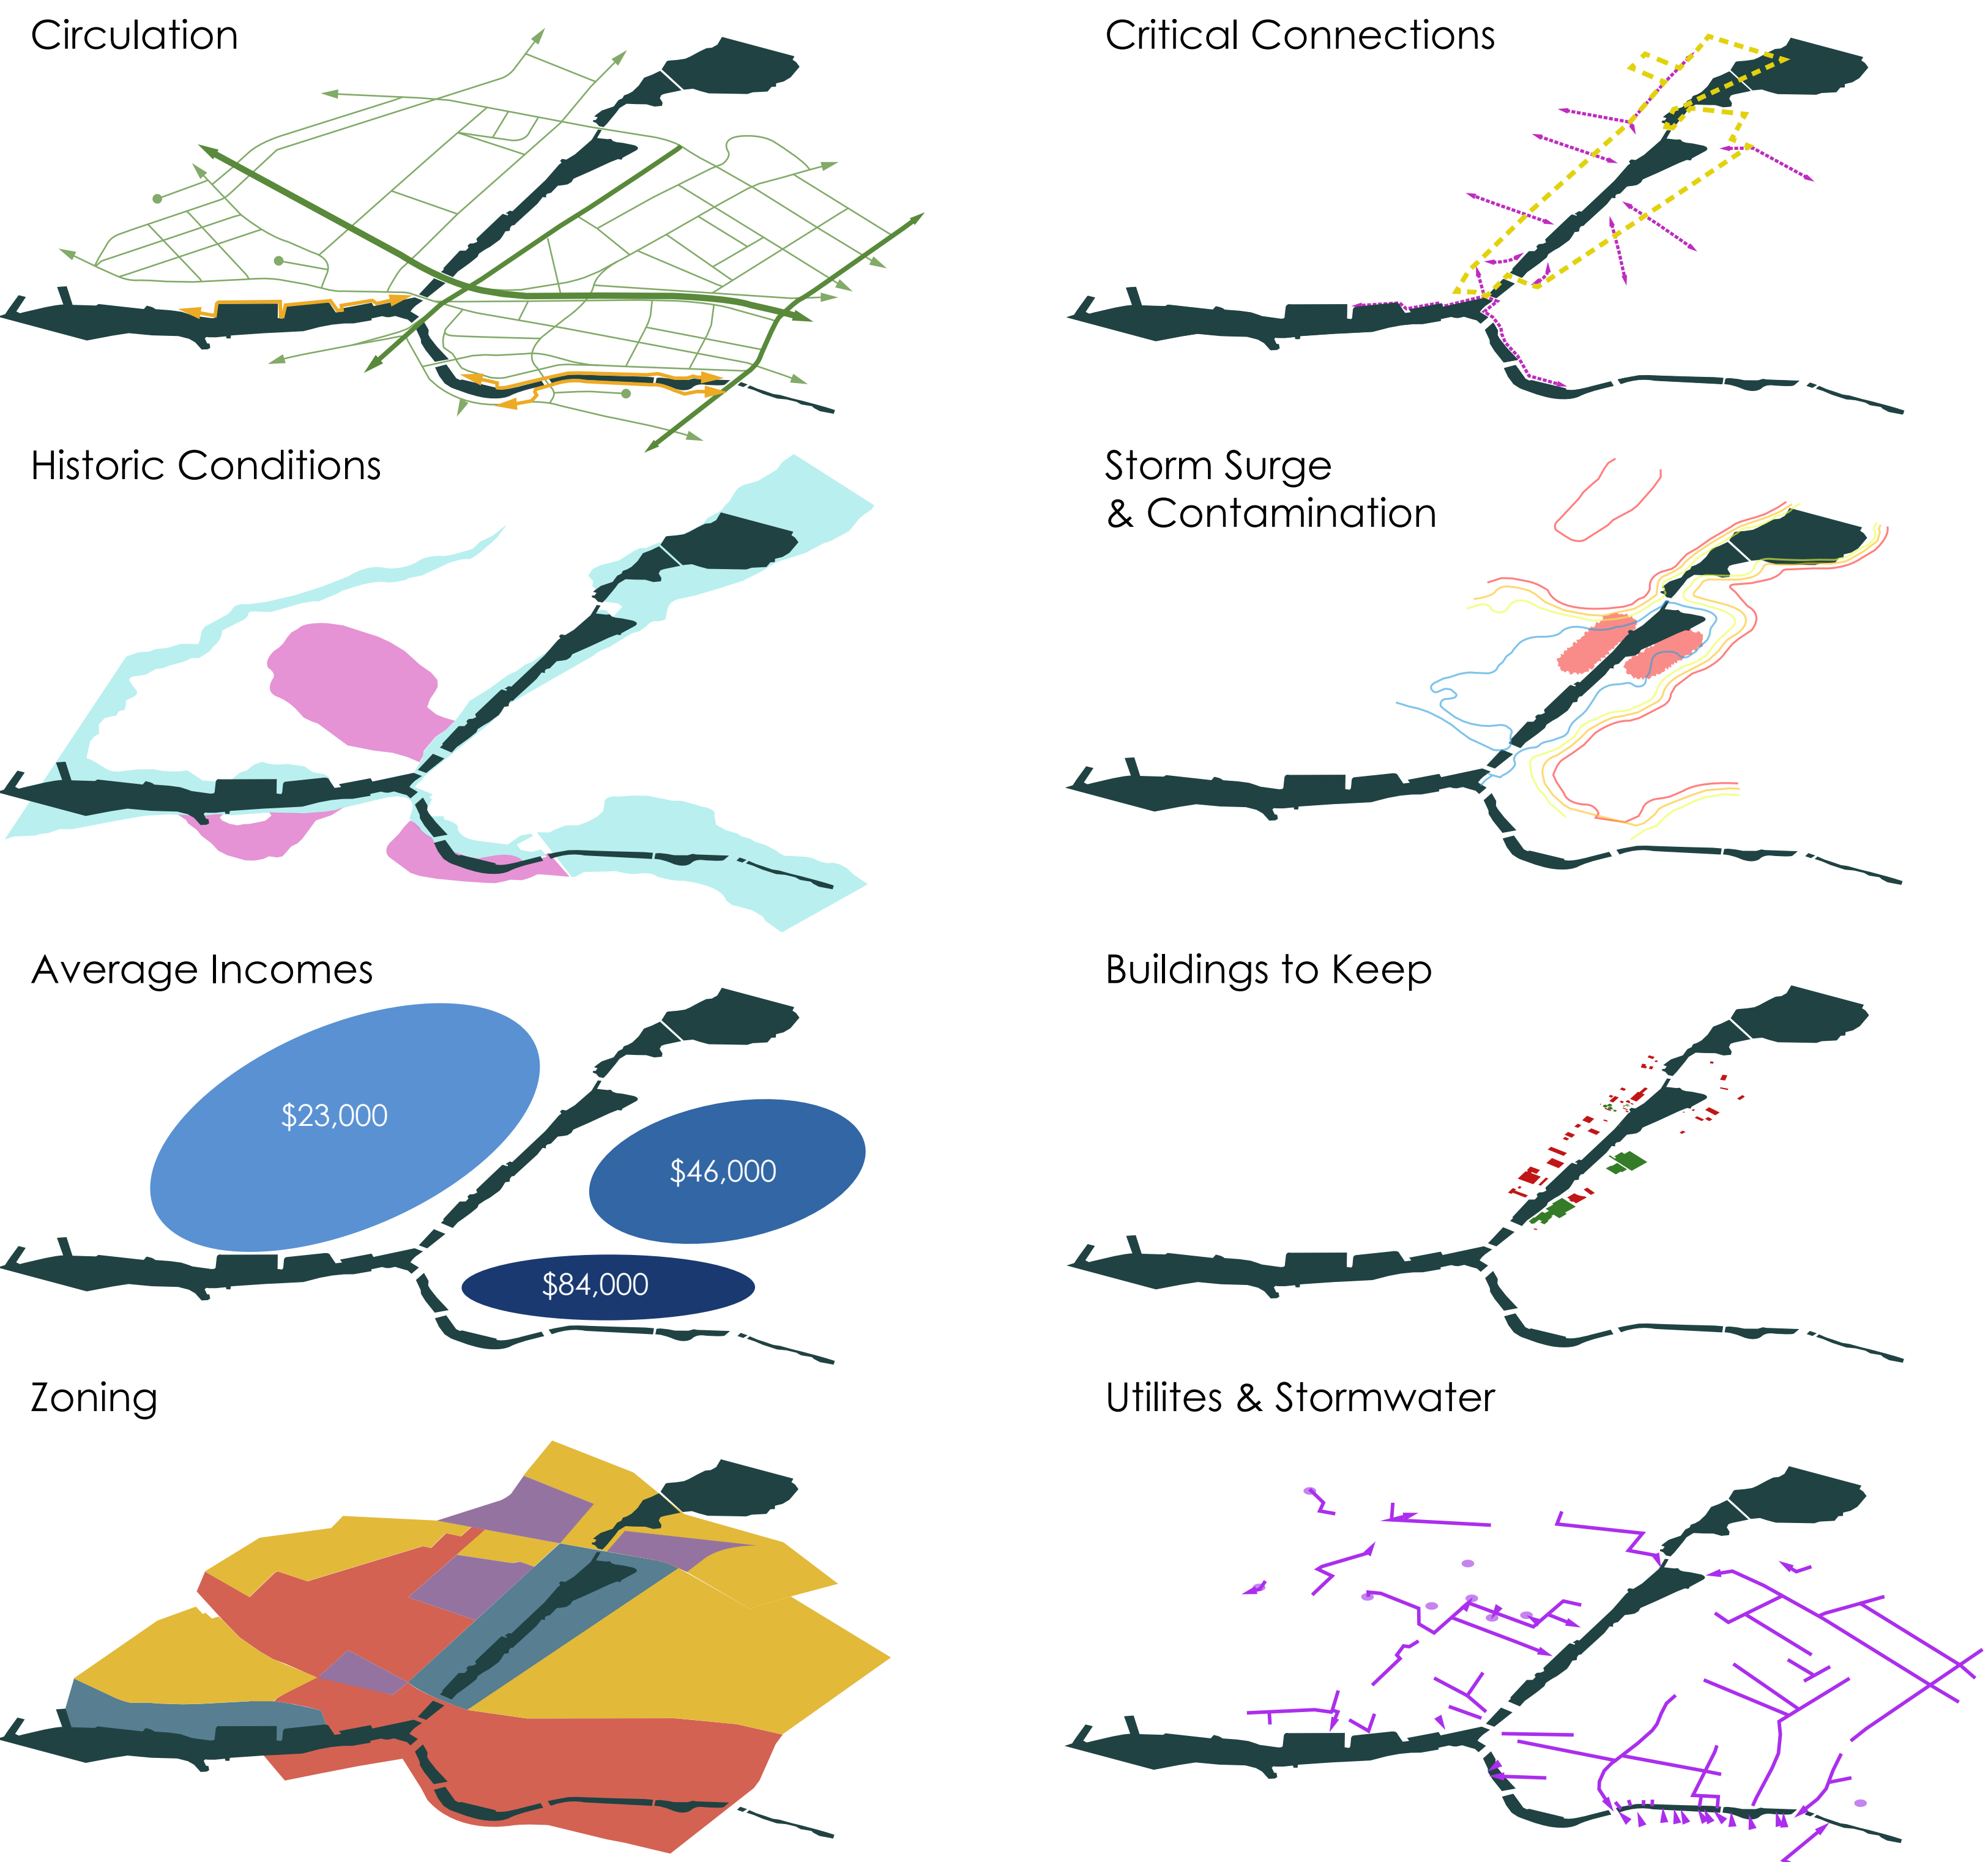 Circulation
Critical Connections
Historic Conditions
Storm Surge
& Contamination
Average Incomes
$23,000
$46,000
$84,000
Buildings to Keep
Zoning
Utilites & Stormwater